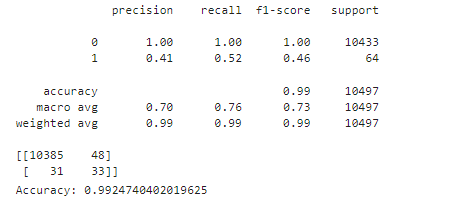 precision recall f1-score support
0 1.00 1.00 1.00 10433
1 0.41 0.52 0.46 64
accuracy 0.99 10497
macro avg 0.70 0.76 0.73 10497
weighted avg 0.99 0.99 0.99 10497
[[10385 48]
[ 31 33]]
Accuracy: 0.9924740402019625